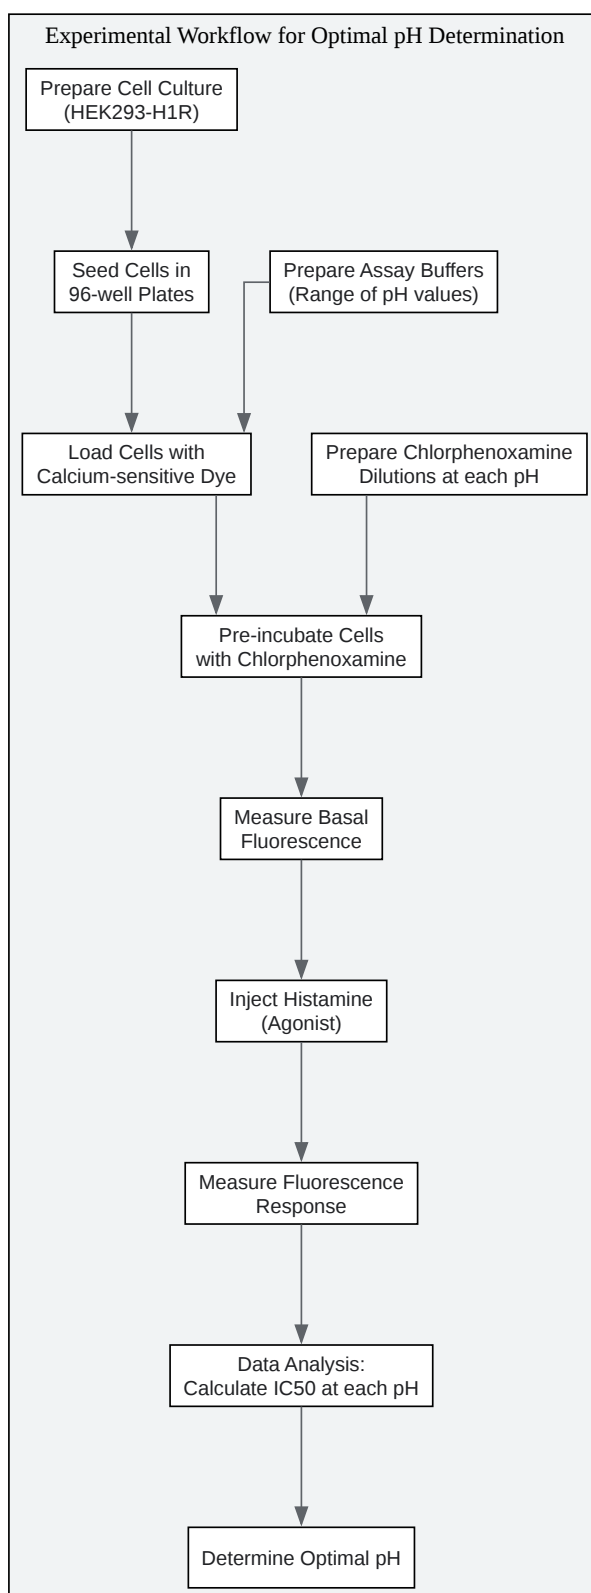 Experimental Workflow for Optimal pH Determination
Prepare Cell Culture
(HEK293-H1R)
Seed Cells in
96-well Plates
Prepare Assay Buffers
(Range of pH values)
Load Cells with
Calcium-sensitive Dye
Prepare Chlorphenoxamine
Dilutions at each pH
Pre-incubate Cells
with Chlorphenoxamine
Measure Basal
Fluorescence
Inject Histamine
(Agonist)
Measure Fluorescence
Response
Data Analysis:
Calculate IC50 at each pH
Determine Optimal pH